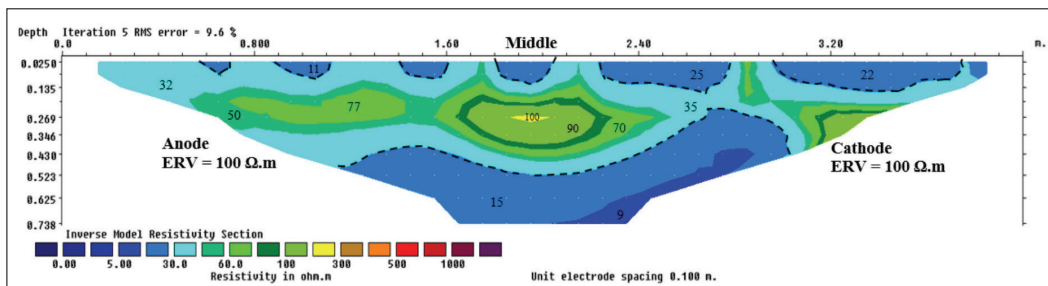 Depth Iteration 5 RMS error = 9.6 %
0.0 0.800 1.60 Middle 2.40 3.20 m.
0.0250
11 25 22
0.135
32 77 35
0.269
50 100 90 70
0.346
Anode
ERV = 100 Ω.m
Cathode
ERV = 100 Ω.m
0.430
0.523
0.625
15
9
0.738
Inverse Model Resistivity Section
0.00 5.00 30.0 60.0 100 300 500 1000
Resistivity in ohm.m
Unit electrode spacing 0.100 m.